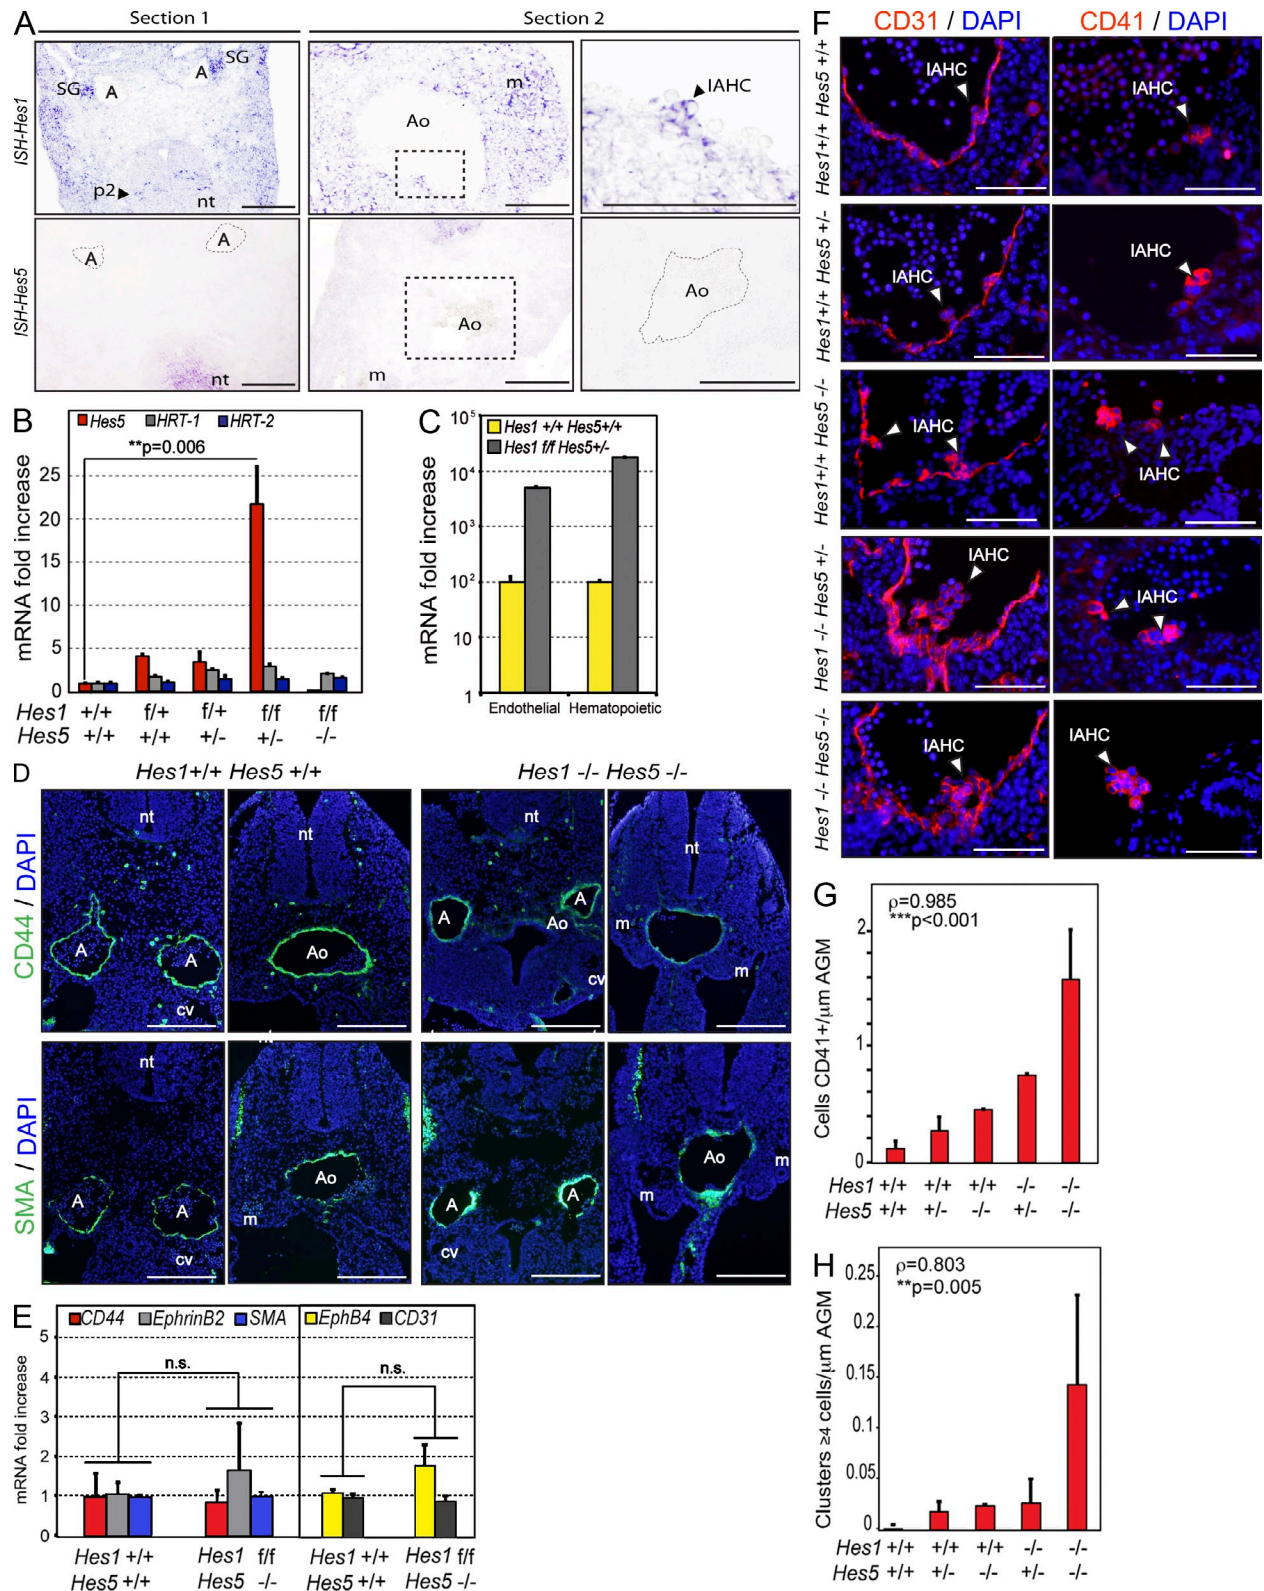 A
Section 1
Section 2
ISH-Hes1
SG
A
A
SG
p2
nt
Ao
m
IAHC
ISH-Hes5
A
A
nt
Ao
m
Ao
B
Hes5 HRT-1 HRT-2
**p=0.006
mRNA fold increase
25
20
15
10
5
0
Hes1 +/+ f/+ f/+ f/f f/f
Hes5 +/+ +/+ +/- +/- -/-
C
Hes1 +/+ Hes5+/+
Hes1 f/f Hes5+/-
mRNA fold increase
10⁵
10⁴
10³
10²
10
1
Endothelial Hematopoietic
D
Hes1+/+ Hes5 +/+
Hes1 -/- Hes5 -/-
CD44 / DAPI
nt
A
A
cv
nt
Ao
nt
A
A
Ao
cv
nt
m
m
SMA / DAPI
nt
nt
A
A
cv
Ao
m
A
A
cv
Ao
m
m
E
CD44 EphrinB2 SMA EphB4 CD31
mRNA fold increase
5
4
3
2
1
0
n.s.
n.s.
Hes1 +/+ Hes1 f/f Hes1 +/+ Hes1 f/f
Hes5 +/+ Hes5 -/- Hes5 +/+ Hes5 -/-
F
CD31 / DAPI
CD41 / DAPI
Hes1+/+ Hes5 +/+
IAHC
IAHC
Hes1+/+ Hes5 +/-
IAHC
IAHC
Hes1+/+ Hes5 -/-
IAHC
IAHC
Hes1 -/- Hes5 +/-
IAHC
IAHC
Hes1 -/- Hes5 -/-
IAHC
IAHC
G
ρ=0.985
***p<0.001
Cells CD41+/µm AGM
2
1
0
Hes1 +/+ +/+ +/+ -/- -/-
Hes5 +/+ +/- -/- +/- -/-
H
ρ=0.803
**p=0.005
Clusters ≥4 cells/µm AGM
0.25
0.2
0.15
0.1
0.05
0
Hes1 +/+ +/+ +/+ -/- -/-
Hes5 +/+ +/- -/- +/- -/-